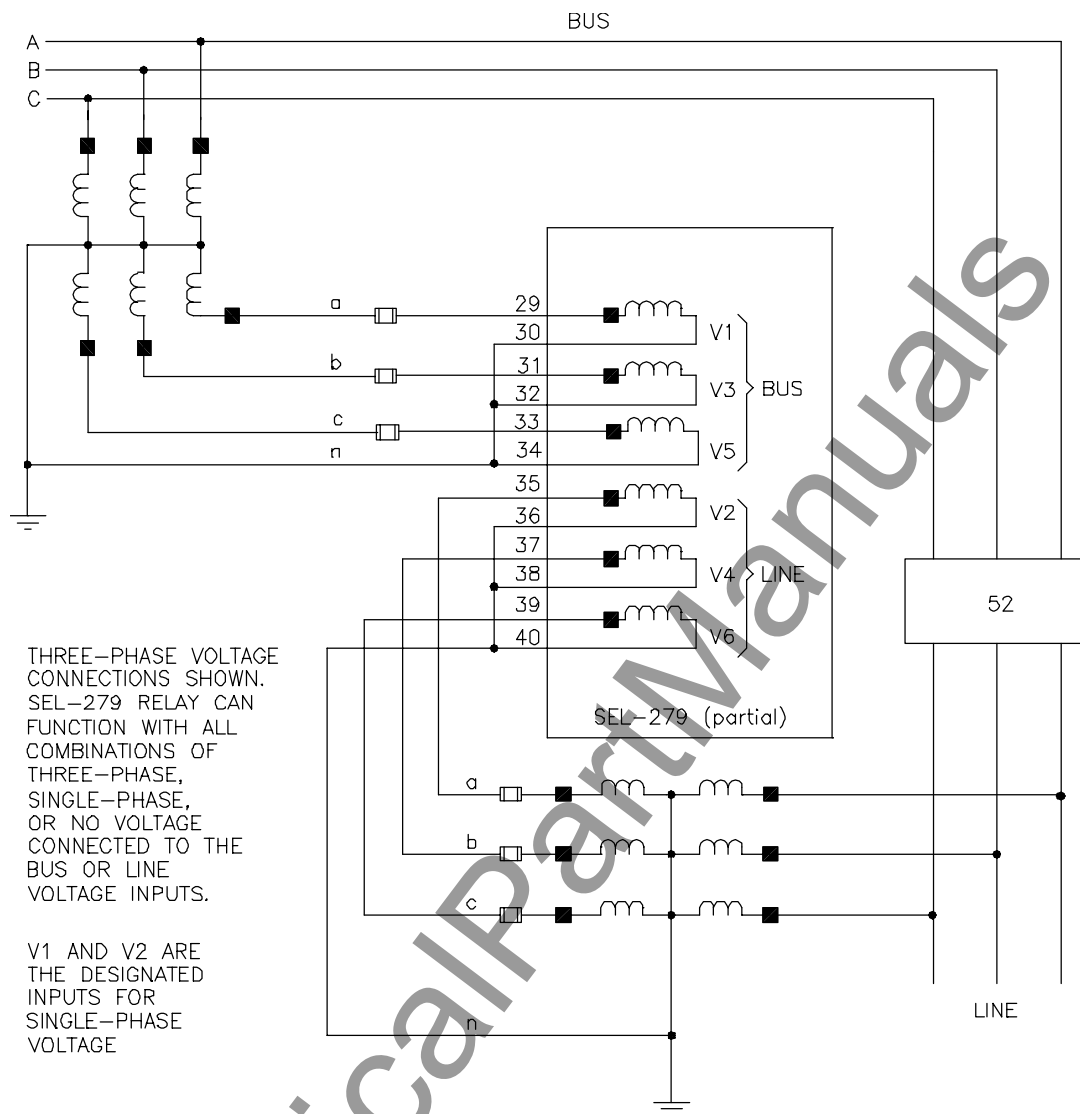 BUS
A
B
C
a
29
30
V1
b
31
32
V3
BUS
c
33
n
34
V5
35
36
V2
37
38
V4
LINE
39
40
V6
52
SEL-279 (partial)
THREE-PHASE VOLTAGE
CONNECTIONS SHOWN.
SEL-279 RELAY CAN
FUNCTION WITH ALL
COMBINATIONS OF
THREE-PHASE,
SINGLE-PHASE,
OR NO VOLTAGE
CONNECTED TO THE
BUS OR LINE
VOLTAGE INPUTS.
V1 AND V2 ARE
THE DESIGNATED
INPUTS FOR
SINGLE-PHASE
VOLTAGE
a
b
c
n
LINE
icalPartManuals